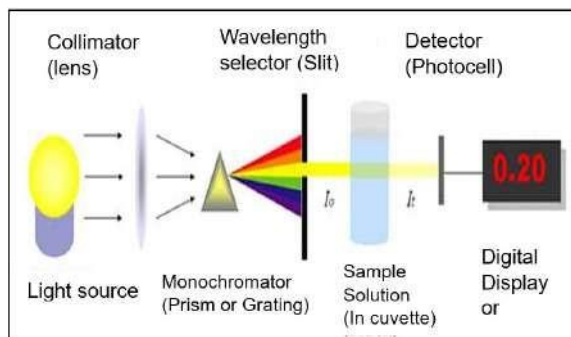 Collimator
(lens)
Wavelength
selector (Slit)
Detector
(Photocell)
0.20
I₀
Iₜ
Light source
Monochromator
(Prism or Grating)
Sample
Solution
(In cuvette)
Digital
Display
or